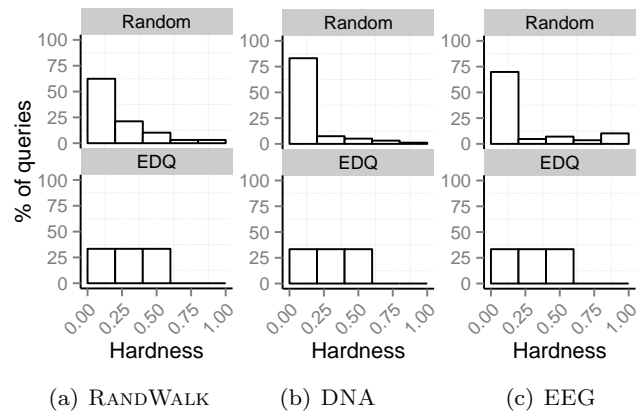 Random Random Random
100 100 100
75 75 75
50 50 50
25 25 25
0 0 0
% of queries
EDQ EDQ EDQ
100 100 100
75 75 75
50 50 50
25 25 25
0 0 0
0.00 0.25 0.50 0.75 1.00 0.00 0.25 0.50 0.75 1.00 0.00 0.25 0.50 0.75 1.00
Hardness Hardness Hardness
(a) RANDWALK (b) DNA (c) EEG